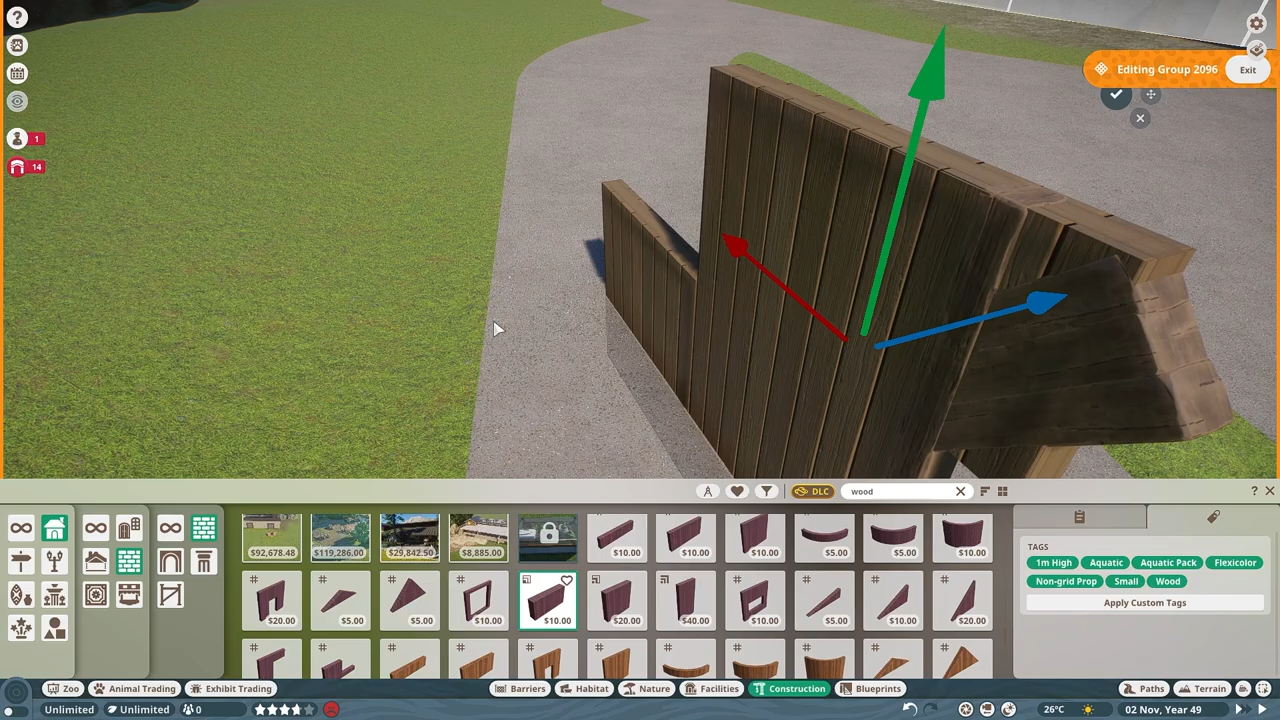 ?
Editing Group 2096 Exit
1
14
DLC
wood
?
$92,678.48 $119,286.00 $29,842.50 $8,885.00 $10.00 $10.00 $10.00 $5.00 $5.00 $10.00
$20.00 $5.00 $5.00 $10.00 $10.00 $20.00 $40.00 $10.00 $5.00 $10.00 $20.00
TAGS
1m High Aquatic Aquatic Pack Flexicolor
Non-grid Prop Small Wood
Apply Custom Tags
Zoo Animal Trading Exhibit Trading Barriers Habitat Nature Facilities Construction Blueprints Paths Terrain
Unlimited Unlimited 0 26°C 02 Nov, Year 49